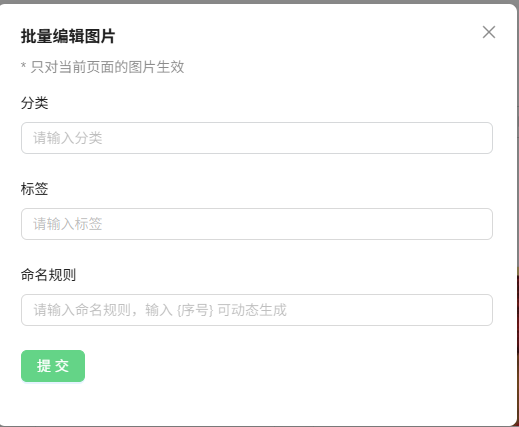 批量编辑图片
* 只对当前页面的图片生效
分类
请输入分类
标签
请输入标签
命名规则
请输入命名规则，输入 {序号} 可动态生成
提 交